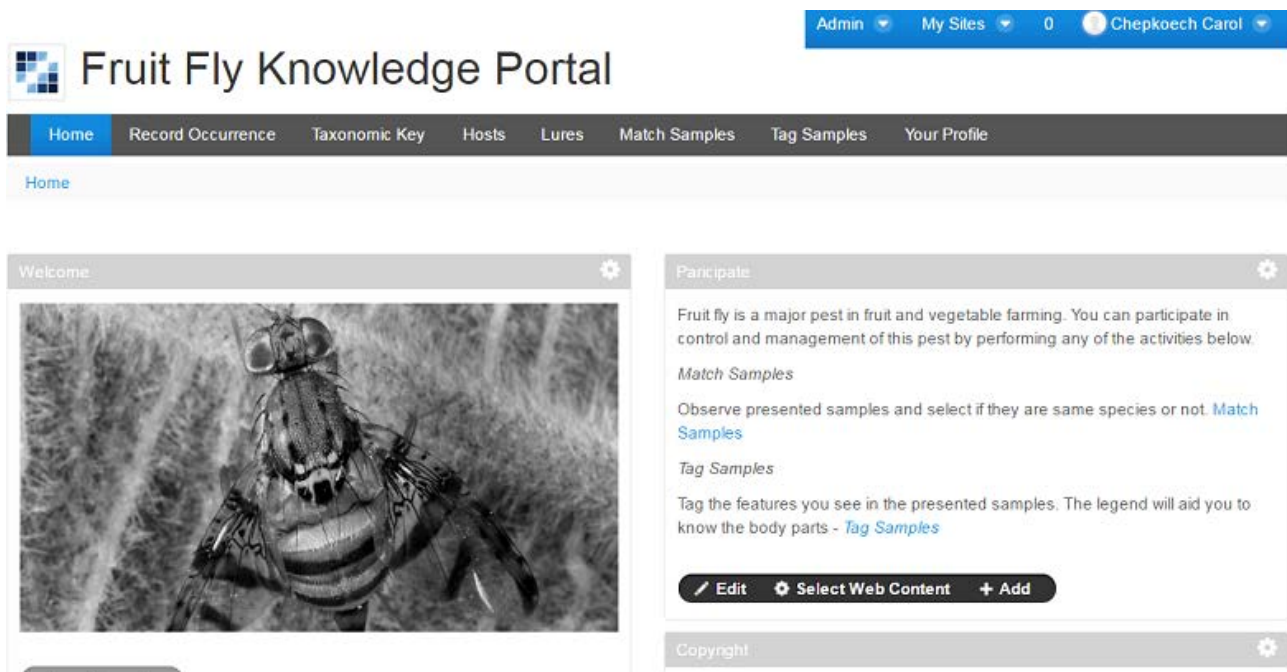 Admin My Sites 0 Chepkoech Carol
Fruit Fly Knowledge Portal
Home Record Occurrence Taxonomic Key Hosts Lures Match Samples Tag Samples Your Profile
Home
Welcome
Paricipate
Fruit fly is a major pest in fruit and vegetable farming. You can participate in
control and management of this pest by performing any of the activities below.
Match Samples
Observe presented samples and select if they are same species or not. Match
Samples
Tag Samples
Tag the features you see in the presented samples. The legend will aid you to
know the body parts - Tag Samples
Edit Select Web Content + Add
Copyright